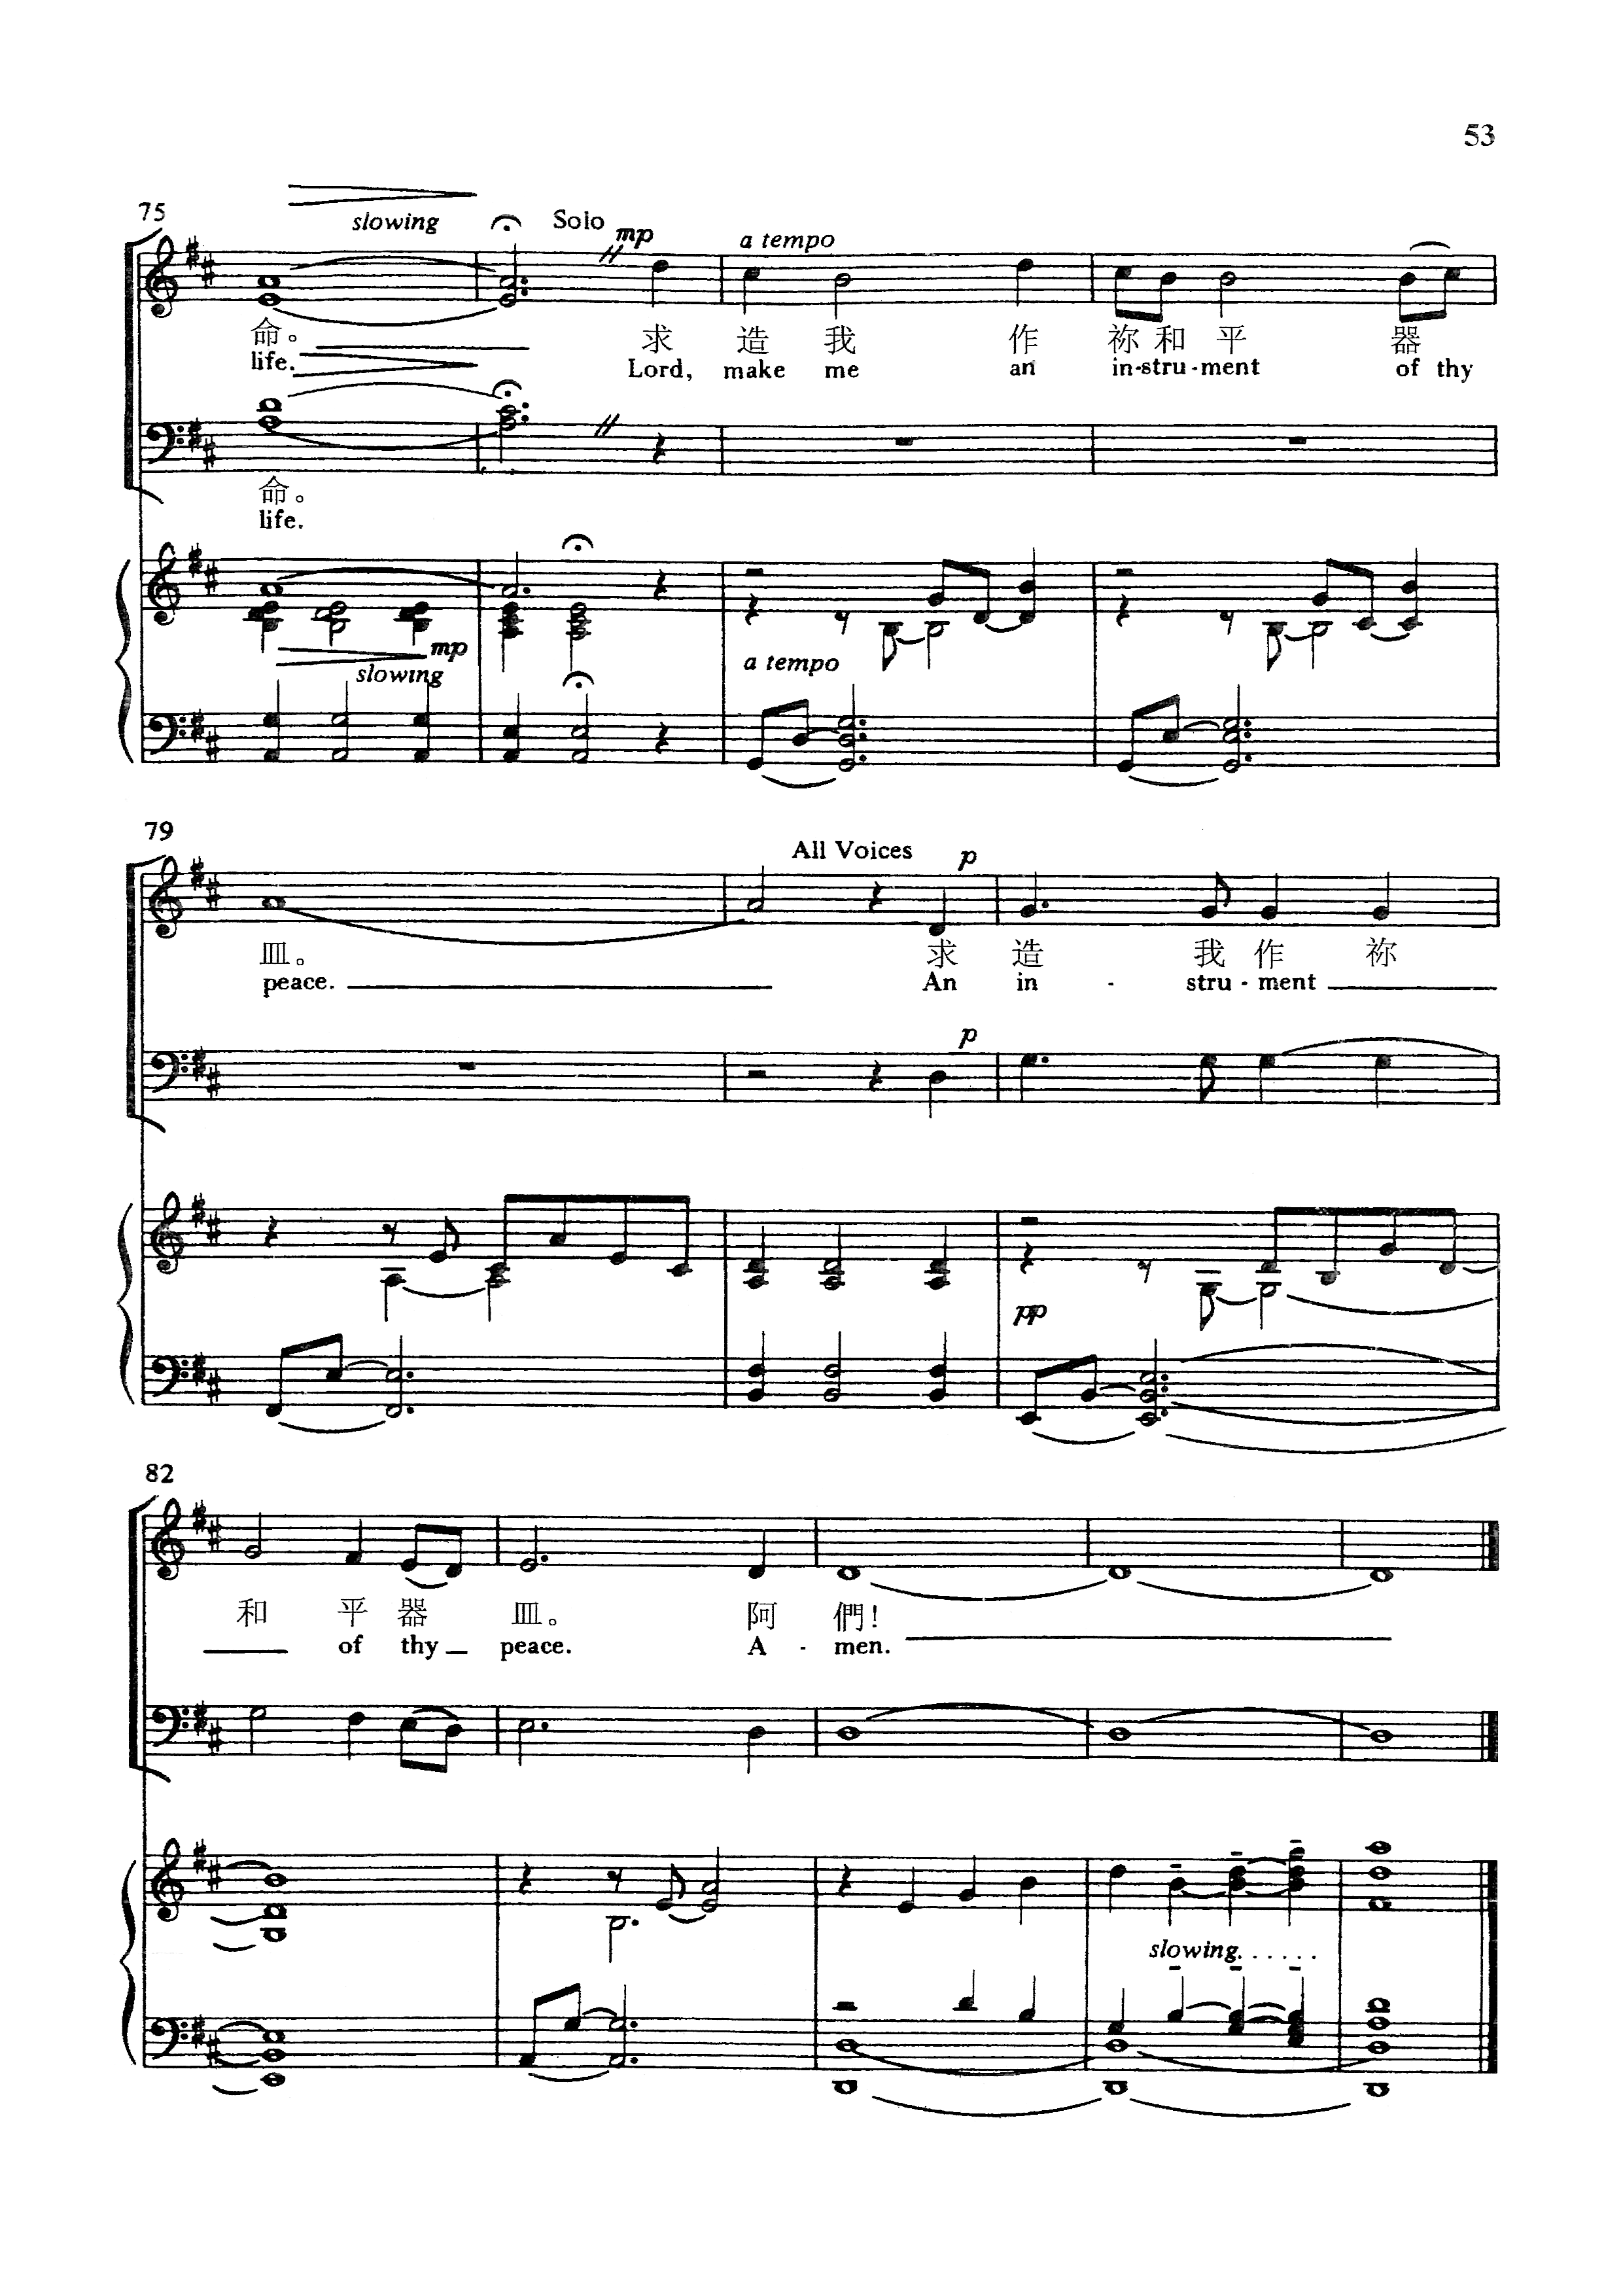 53
75
slowing
Solo
mp
a tempo
命。 求 造 我 作 祢 和 平 器
life. Lord, make me an in-stru-ment of thy
命。
life.
mp
slowing
a tempo
79
All Voices
p
皿。 求 造 我 作 祢
peace. An in - stru - ment
p
pp
82
和 平 器 皿。 阿 們!
of thy peace. A - men.
slowing......